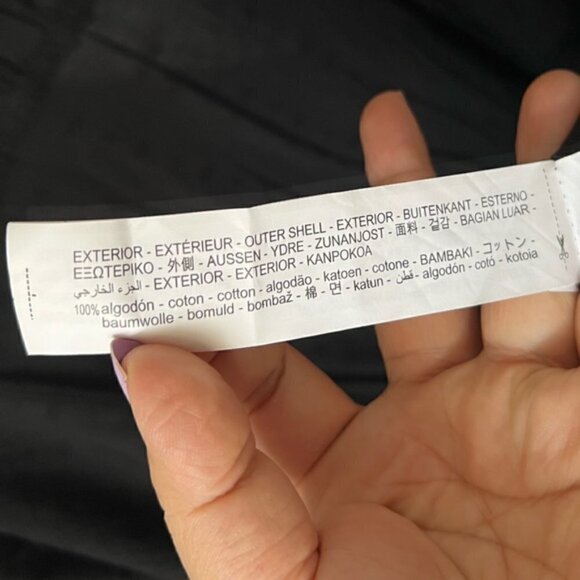 EXTERIOR - EXTÉRIEUR - OUTER SHELL - EXTERIOR - BUITENKANT - ESTERNO -
ΕΞΩΤΕΡΙΚΟ - 外側 - AUSSEN - YDRE - ZUNANJOST - 面料 - 겉감 - BAGIAN LUAR -
الجزء الخارجي - EXTERIOR - EXTERIOR - KANPOKOA
100% algodón - coton - cotton - algodão - katoen - cotone - BAMBAKI - コットン -
baumwolle - bomuld - bombaž - 棉 - 면 - katun - قطن - algodón - cotó - kotoia